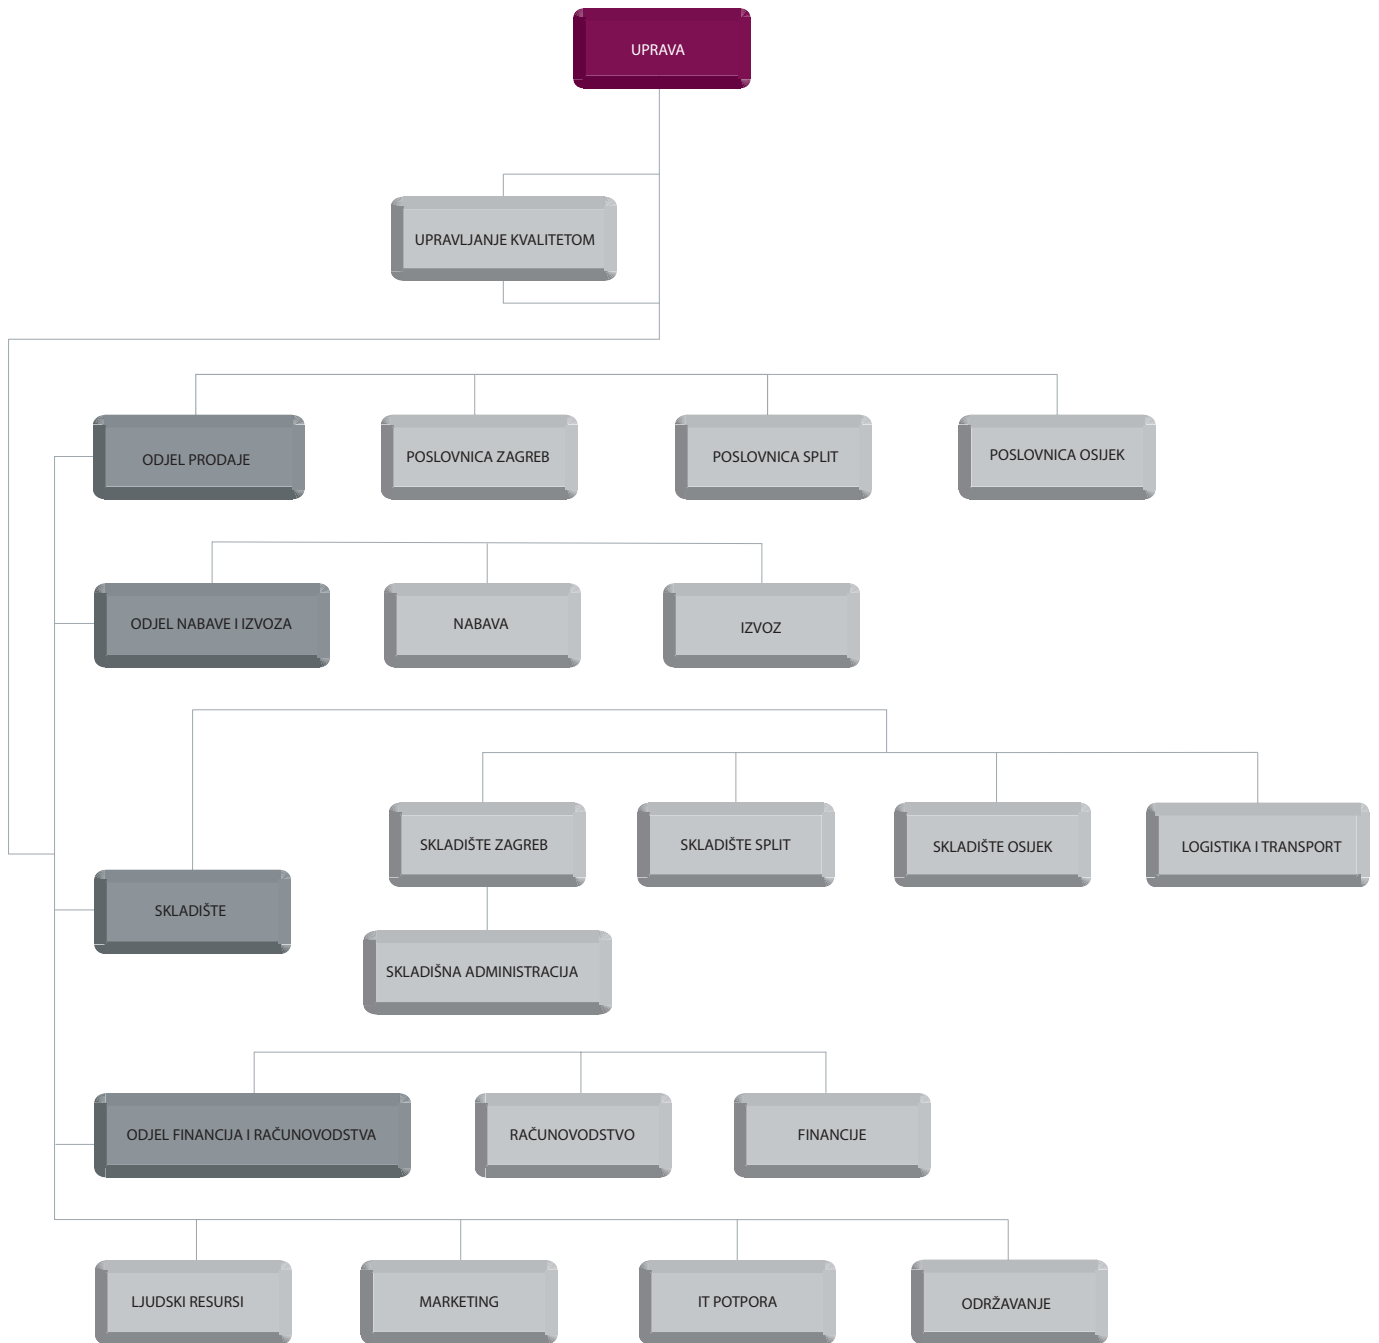 UPRAVA
UPRAVLJANJE KVALITETOM
ODJEL PRODAJE
POSLOVNICA ZAGREB
POSLOVNICA SPLIT
POSLOVNICA OSIJEK
ODJEL NABAVE I IZVOZA
NABAVA
IZVOZ
SKLADIŠTE ZAGREB
SKLADIŠTE SPLIT
SKLADIŠTE OSIJEK
LOGISTIKA I TRANSPORT
SKLADIŠTE
SKLADIŠNA ADMINISTRACIJA
ODJEL FINANCIJA I RAČUNOVODSTVA
RAČUNOVODSTVO
FINANCIJE
LJUDSKI RESURSI
MARKETING
IT POTPORA
ODRŽAVANJE